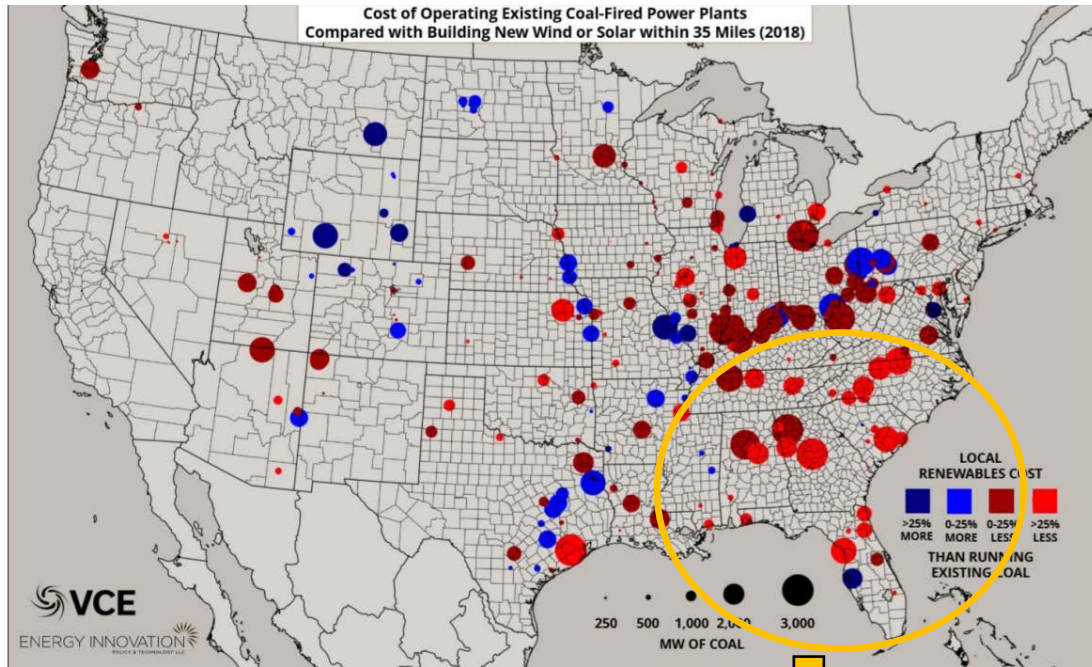 Cost of Operating Existing Coal-Fired Power Plants
Compared with Building New Wind or Solar within 35 Miles (2018)
LOCAL
RENEWABLES COST
>25% 0-25% 0-25% >25%
MORE MORE LESS LESS
THAN RUNNING
EXISTING COAL
250 500 1,000 2,000 3,000
MW OF COAL
VCE
ENERGY INNOVATION
POLICY & TECHNOLOGY LLC